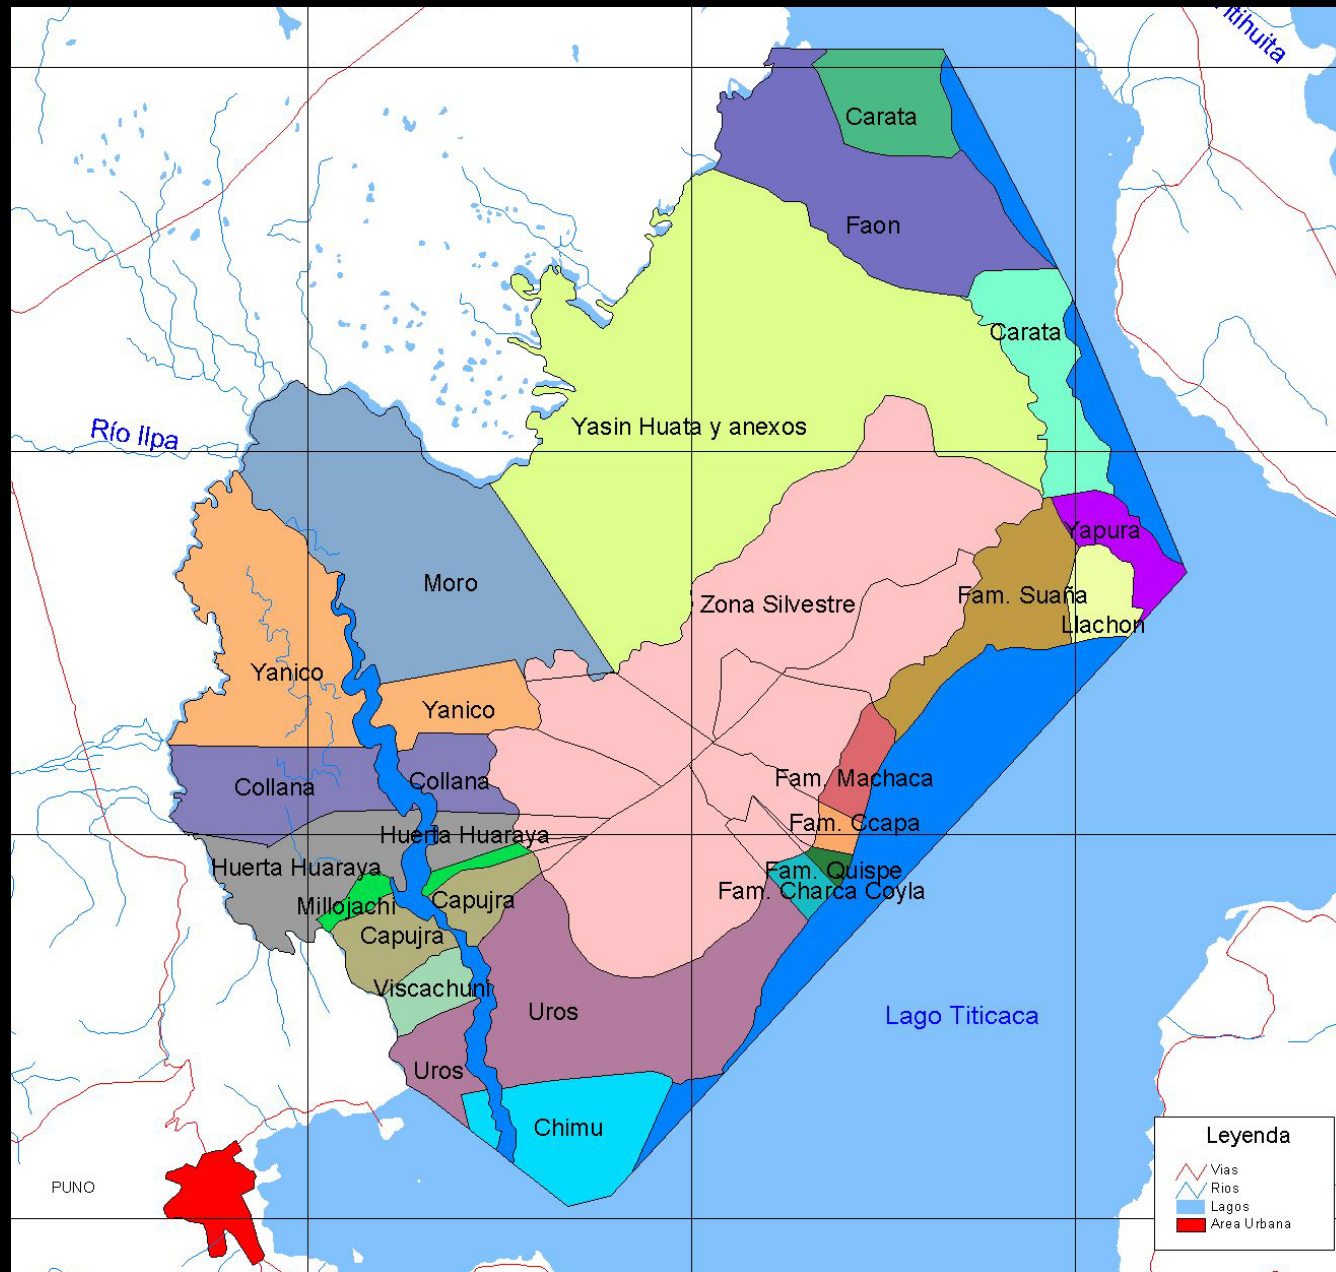 Carata
Faon
Carata
Yasin Huata y anexos
Río Ilpa
Yapura
Moro
Zona Silvestre
Fam. Suaña
Llachon
Yanico
Yanico
Collana
Collana
Fam. Machaca
Fam. Ccapa
Huerta Huaraya
Huerta Huaraya
Fam. Quispe
Fam. Charca Coyla
Millojachi
Capujra
Capujra
Viscachuni
Uros
Lago Titicaca
Uros
Chimu
PUNO
Leyenda
Vias
Rios
Lagos
Area Urbana